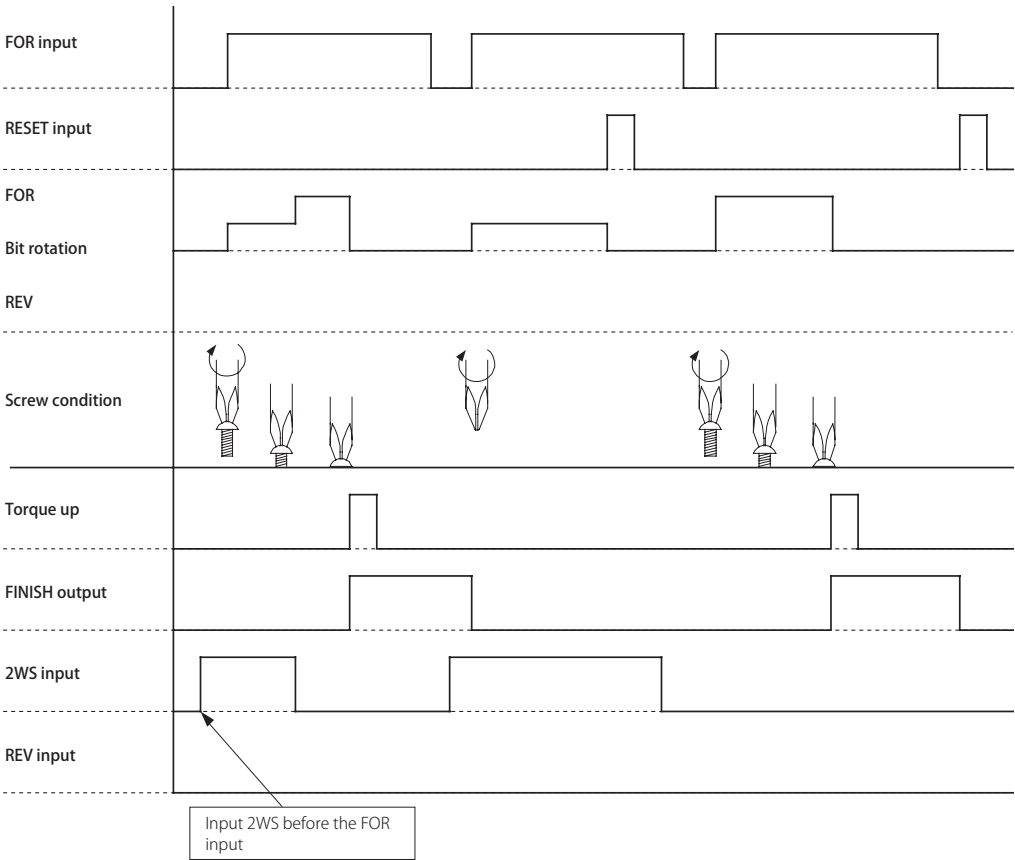 FOR input
RESET input
FOR
Bit rotation
REV
Screw condition
Torque up
FINISH output
2WS input
REV input
Input 2WS before the FOR
input